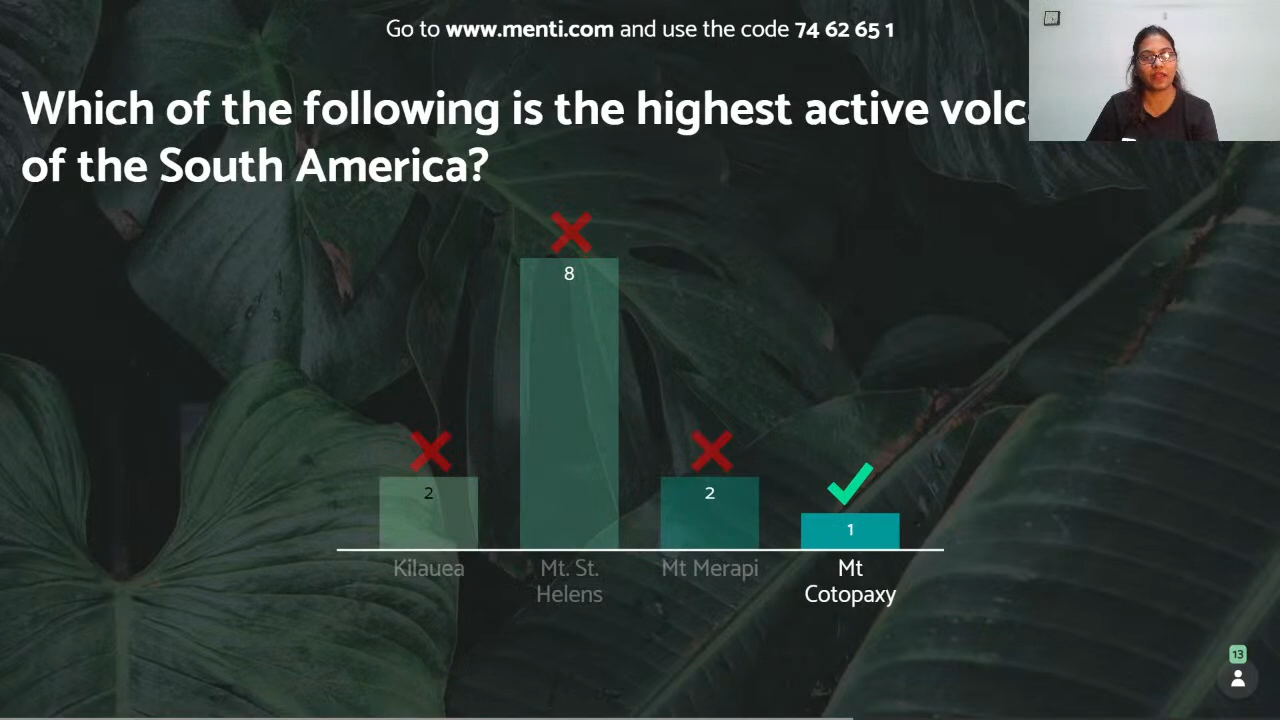 Go to www.menti.com and use the code 74 62 65 1
Which of the following is the highest active
of the South America?
8
2
2
1
Kilauea
Mt. St.
Helens
Mt Merapi
Mt
Cotopaxy
13